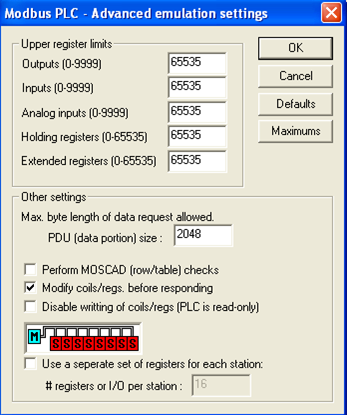 Modbus PLC - Advanced emulation settings
Upper register limits
Outputs (0-9999) 65535
Inputs (0-9999) 65535
Analog inputs (0-9999) 65535
Holding registers (0-65535) 65535
Extended registers (0-65535) 65535
OK
Cancel
Defaults
Maximums
Other settings
Max. byte length of data request allowed.
PDU (data portion) size : 2048
Perform MOSCAD (row/table) checks
Modify coils/regs. before responding
Disable writting of coils/regs (PLC is read-only)
M S S S S S S S S
Use a seperate set of registers for each station:
# registers or I/O per station : 16